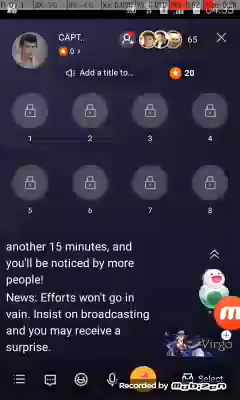 CAPT..
0 >
65
Add a title to...
20
1 2 3 4
5 6 7 8
another 15 minutes, and
you'll be noticed by more
people!
News: Efforts won't go in
vain. Insist on broadcasting
and you may receive a
surprise.
Virgo
Select
Recorded by